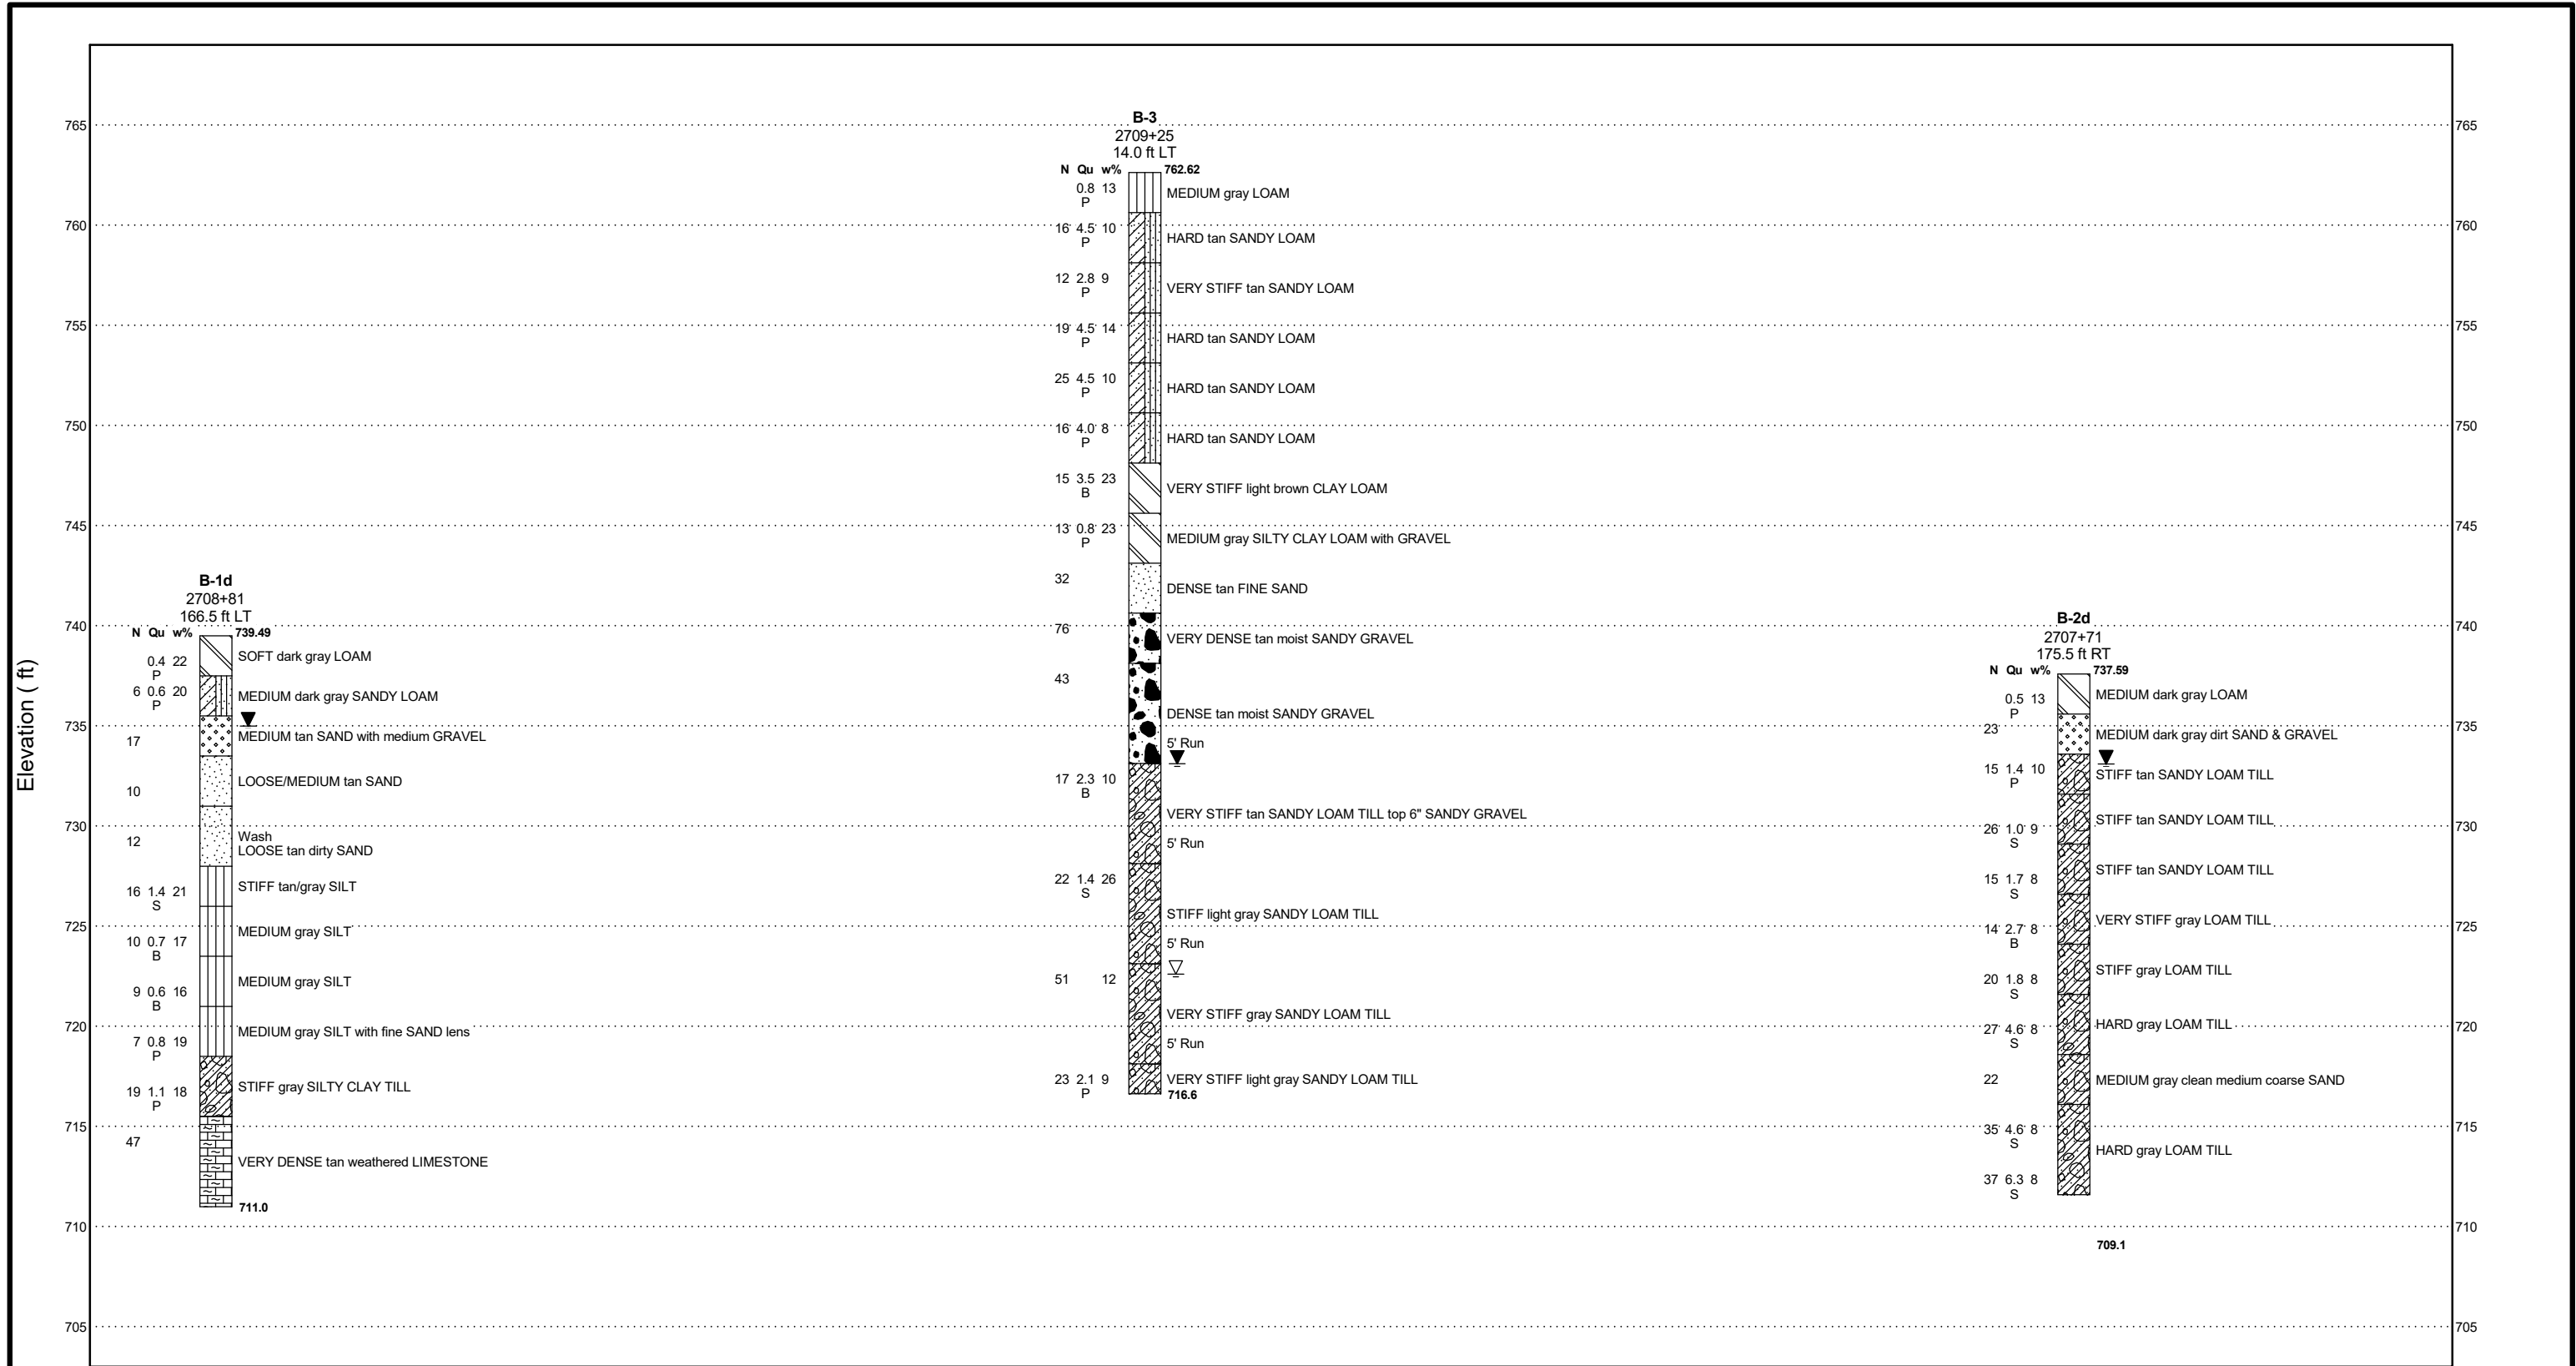 Elevation ( ft)
765
760
755
750
745
740
735
730
725
720
715
710
705
B-1d
2708+81
166.5 ft LT
N Qu w%
739.49
0.4 22
P
SOFT dark gray LOAM
6 0.6 20
P
MEDIUM dark gray SANDY LOAM
17
MEDIUM tan SAND with medium GRAVEL
10
LOOSE/MEDIUM tan SAND
12
Wash
LOOSE tan dirty SAND
16 1.4 21
S
STIFF tan/gray SILT
10 0.7 17
B
MEDIUM gray SILT
9 0.6 16
B
MEDIUM gray SILT
7 0.8 19
P
MEDIUM gray SILT with fine SAND lens
19 1.1 18
P
STIFF gray SILTY CLAY TILL
47
VERY DENSE tan weathered LIMESTONE
711.0
B-3
2709+25
14.0 ft LT
N Qu w%
762.62
0.8 13
P
MEDIUM gray LOAM
16 4.5 10
P
HARD tan SANDY LOAM
12 2.8 9
P
VERY STIFF tan SANDY LOAM
19 4.5 14
P
HARD tan SANDY LOAM
25 4.5 10
P
HARD tan SANDY LOAM
16 4.0 8
P
HARD tan SANDY LOAM
15 3.5 23
B
VERY STIFF light brown CLAY LOAM
13 0.8 23
P
MEDIUM gray SILTY CLAY LOAM with GRAVEL
32
DENSE tan FINE SAND
76
VERY DENSE tan moist SANDY GRAVEL
43
DENSE tan moist SANDY GRAVEL
5' Run
17 2.3 10
B
VERY STIFF tan SANDY LOAM TILL top 6" SANDY GRAVEL
5' Run
22 1.4 26
S
STIFF light gray SANDY LOAM TILL
5' Run
51 12
VERY STIFF gray SANDY LOAM TILL
5' Run
23 2.1 9
P
VERY STIFF light gray SANDY LOAM TILL
716.6
B-2d
2707+71
175.5 ft RT
N Qu w%
737.59
0.5 13
P
MEDIUM dark gray LOAM
23
MEDIUM dark gray dirt SAND & GRAVEL
15 1.4 10
P
STIFF tan SANDY LOAM TILL
26 1.0 9
S
STIFF tan SANDY LOAM TILL
15 1.7 8
S
STIFF tan SANDY LOAM TILL
14 2.7 8
B
VERY STIFF gray LOAM TILL
20 1.8 8
S
STIFF gray LOAM TILL
27 4.6 8
S
HARD gray LOAM TILL
22
MEDIUM gray clean medium coarse SAND
35 4.6 8
S
HARD gray LOAM TILL
37 6.3 8
S
709.1
765
760
755
750
745
740
735
730
725
720
715
710
705